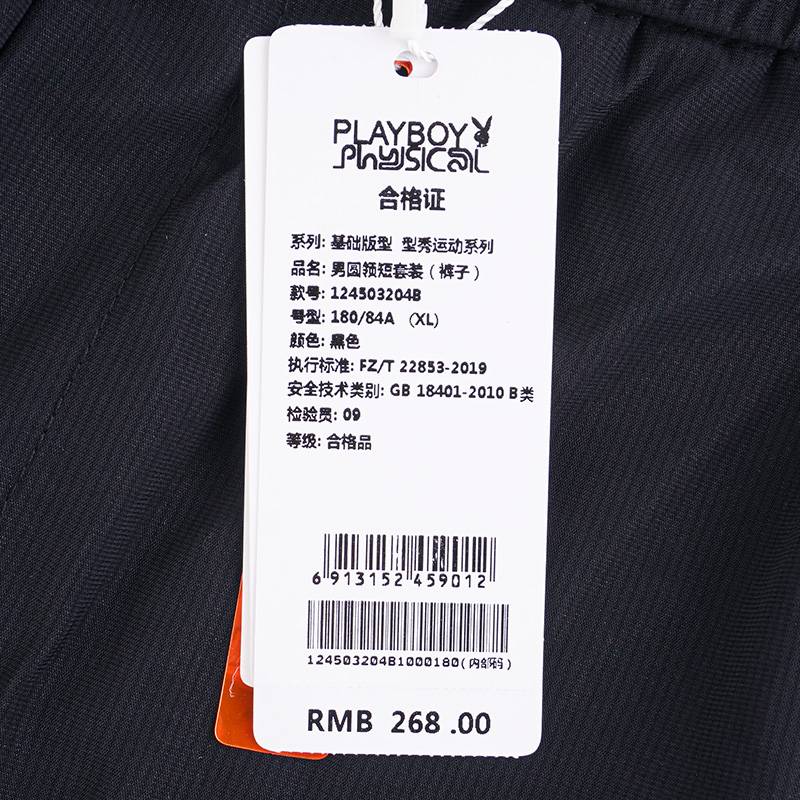 PLAYBOY
PhySICAL
合格证
系列: 基础版型 型秀运动系列
品名: 男圆领短套装（裤子）
款号: 124503204B
号型: 180/84A （XL)
颜色: 黑色
执行标准: FZ/T 22853-2019
安全技术类别: GB 18401-2010 B类
检验员: 09
等级: 合格品
6 913152 459012
124503204B1000180(内部码)
RMB 268 .00